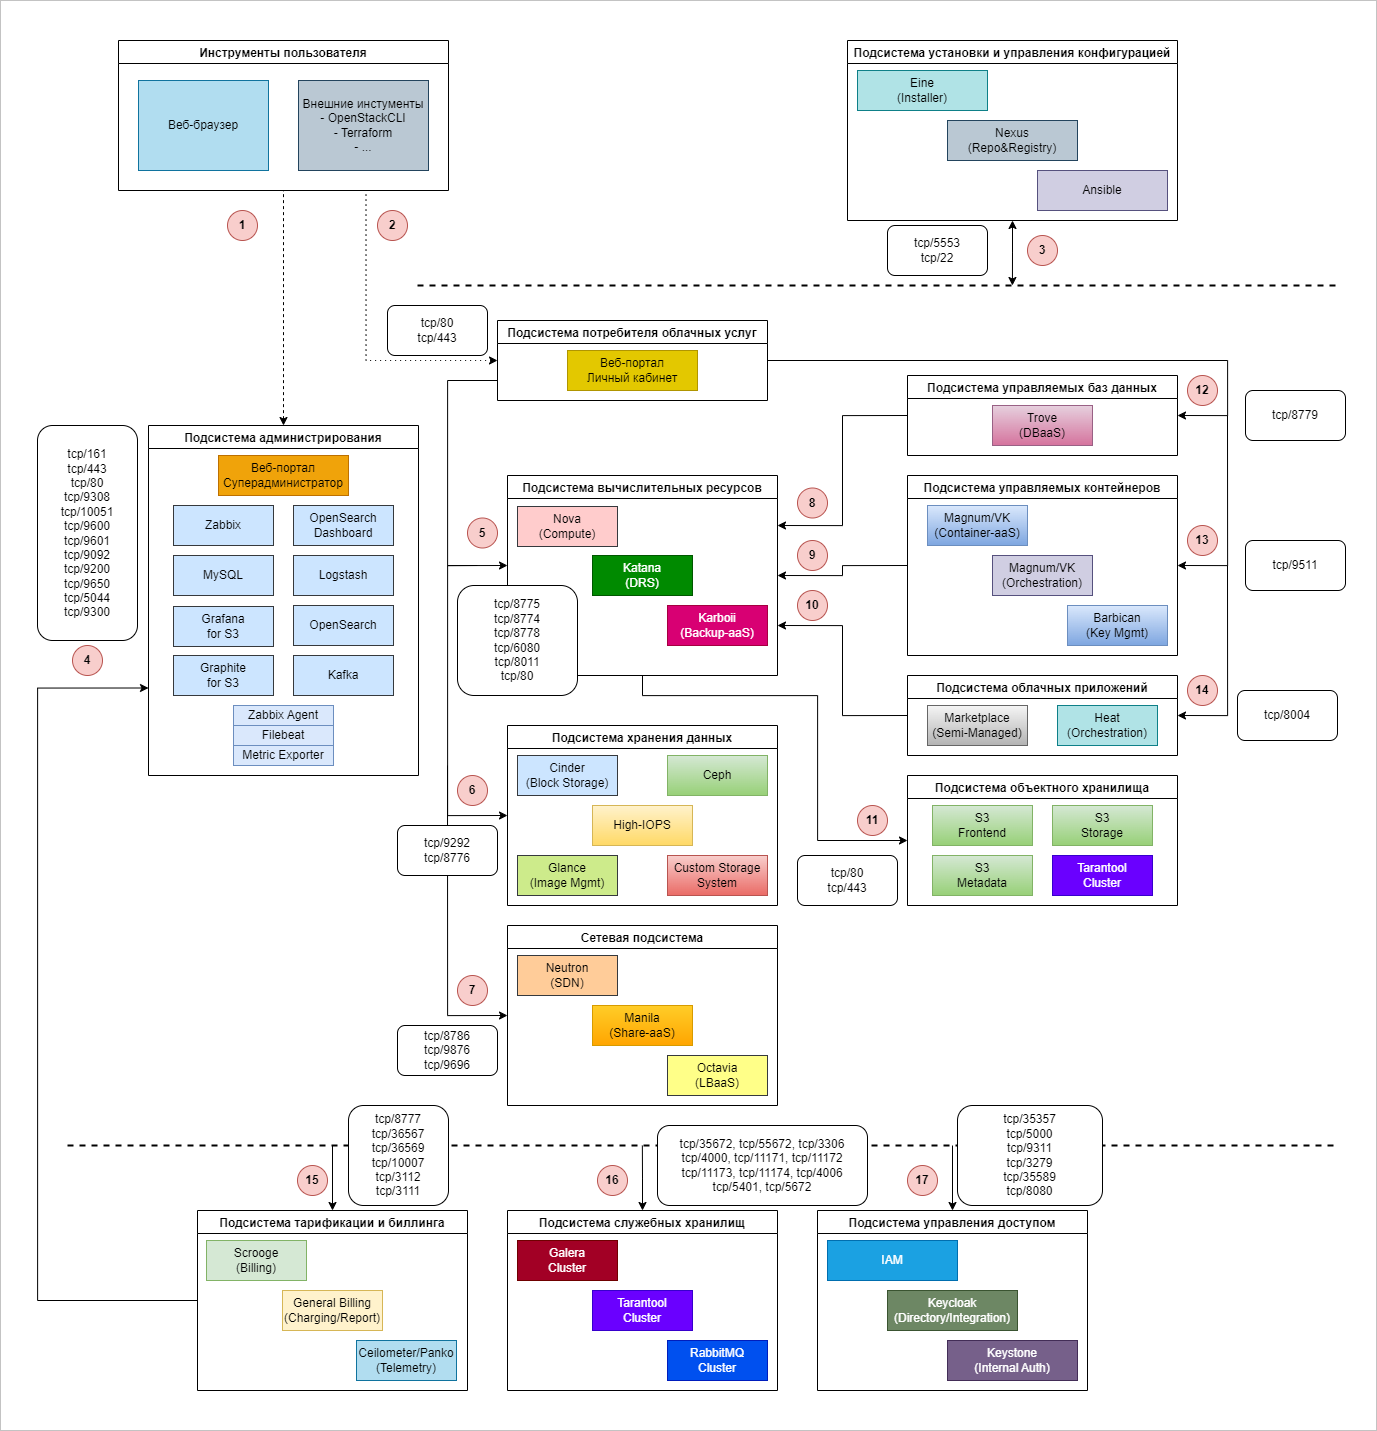 Инструменты пользователя
Веб-браузер
Внешние инстументы
- OpenStackCLI
- Terraform
- ...
Подсистема установки и управления конфигурацией
Eine
(Installer)
Nexus
(Repo&Registry)
Ansible
1
2
tcp/5553
tcp/22
3
tcp/80
tcp/443
Подсистема потребителя облачных услуг
Веб-портал
Личный кабинет
tcp/161
tcp/443
tcp/80
tcp/9308
tcp/10051
tcp/9600
tcp/9601
tcp/9092
tcp/9200
tcp/9650
tcp/5044
tcp/9300
4
Подсистема администрирования
Веб-портал
Суперадминистратор
Zabbix
OpenSearch
Dashboard
MySQL
Logstash
Grafana
for S3
OpenSearch
Graphite
for S3
Kafka
Zabbix Agent
Filebeat
Metric Exporter
5
Подсистема вычислительных ресурсов
Nova
(Compute)
Katana
(DRS)
Karboii
(Backup-aaS)
tcp/8775
tcp/8774
tcp/8778
tcp/6080
tcp/8011
tcp/80
8
9
10
Подсистема управляемых баз данных
Trove
(DBaaS)
12
tcp/8779
Подсистема управляемых контейнеров
Magnum/VK
(Container-aaS)
Magnum/VK
(Orchestration)
Barbican
(Key Mgmt)
13
tcp/9511
Подсистема облачных приложений
Marketplace
(Semi-Managed)
Heat
(Orchestration)
14
tcp/8004
6
tcp/9292
tcp/8776
Подсистема хранения данных
Cinder
(Block Storage)
Ceph
High-IOPS
Glance
(Image Mgmt)
Custom Storage
System
11
tcp/80
tcp/443
Подсистема объектного хранилища
S3
Frontend
S3
Storage
S3
Metadata
Tarantool
Cluster
7
tcp/8786
tcp/9876
tcp/9696
Сетевая подсистема
Neutron
(SDN)
Manila
(Share-aaS)
Octavia
(LBaaS)
15
tcp/8777
tcp/36567
tcp/36569
tcp/10007
tcp/3112
tcp/3111
16
tcp/35672, tcp/55672, tcp/3306
tcp/4000, tcp/11171, tcp/11172
tcp/11173, tcp/11174, tcp/4006
tcp/5401, tcp/5672
17
tcp/35357
tcp/5000
tcp/9311
tcp/3279
tcp/35589
tcp/8080
Подсистема тарификации и биллинга
Scrooge
(Billing)
General Billing
(Charging/Report)
Ceilometer/Panko
(Telemetry)
Подсистема служебных хранилищ
Galera
Cluster
Tarantool
Cluster
RabbitMQ
Cluster
Подсистема управления доступом
IAM
Keycloak
(Directory/Integration)
Keystone
(Internal Auth)